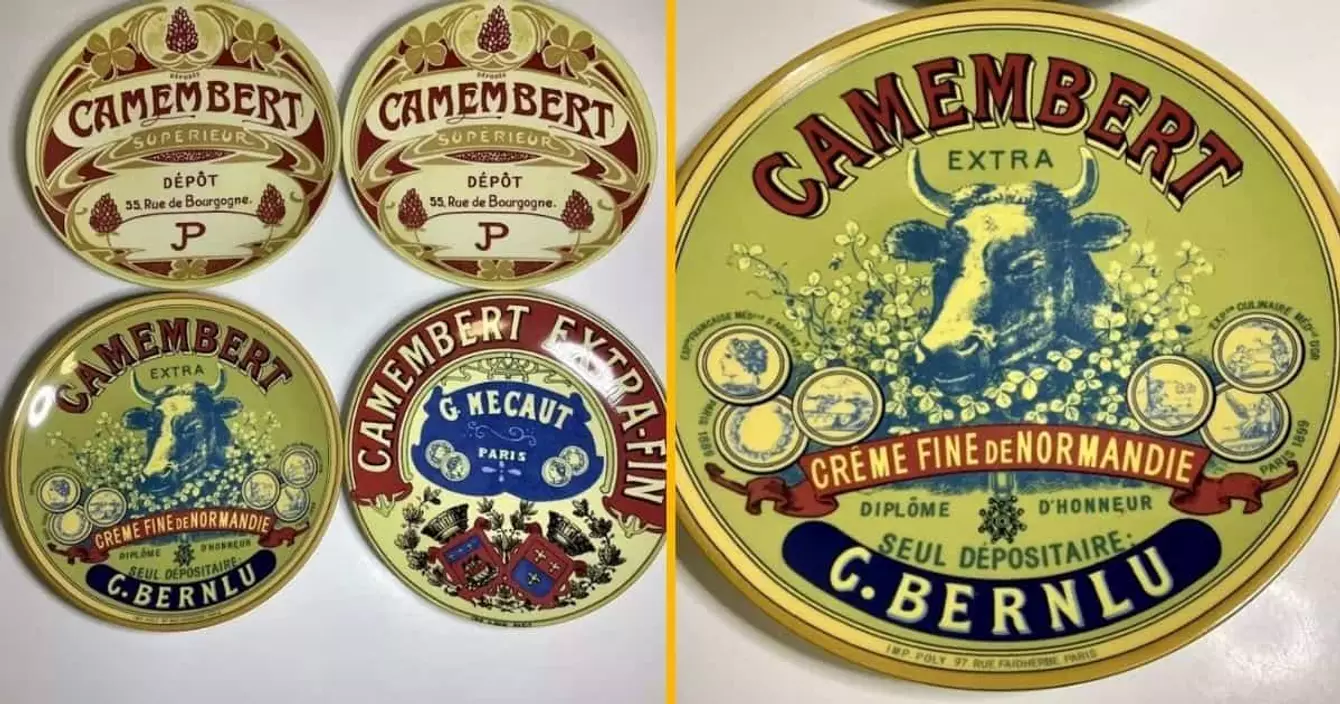 DÉPOSÉ
CAMEMBERT
SUPÉRIEUR
DÉPÔT
55, Rue de Bourgogne.
JP
DÉPOSÉ
CAMEMBERT
SUPÉRIEUR
DÉPÔT
55, Rue de Bourgogne.
JP
CAMEMBERT
EXTRA
CRÈME FINE DE NORMANDIE
DIPLÔME D'HONNEUR
SEUL DÉPOSITAIRE
G. BERNLU
CAMEMBERT EXTRA-FIN
G. MECAUT
PARIS
CAMEMBERT
EXTRA
PARIS 1889
PARIS 1899
CRÈME FINE DE NORMANDIE
DIPLÔME D'HONNEUR
SEUL DÉPOSITAIRE:
G. BERNLU
IMP. POLY 97, RUE FAIDHERBE, PARIS